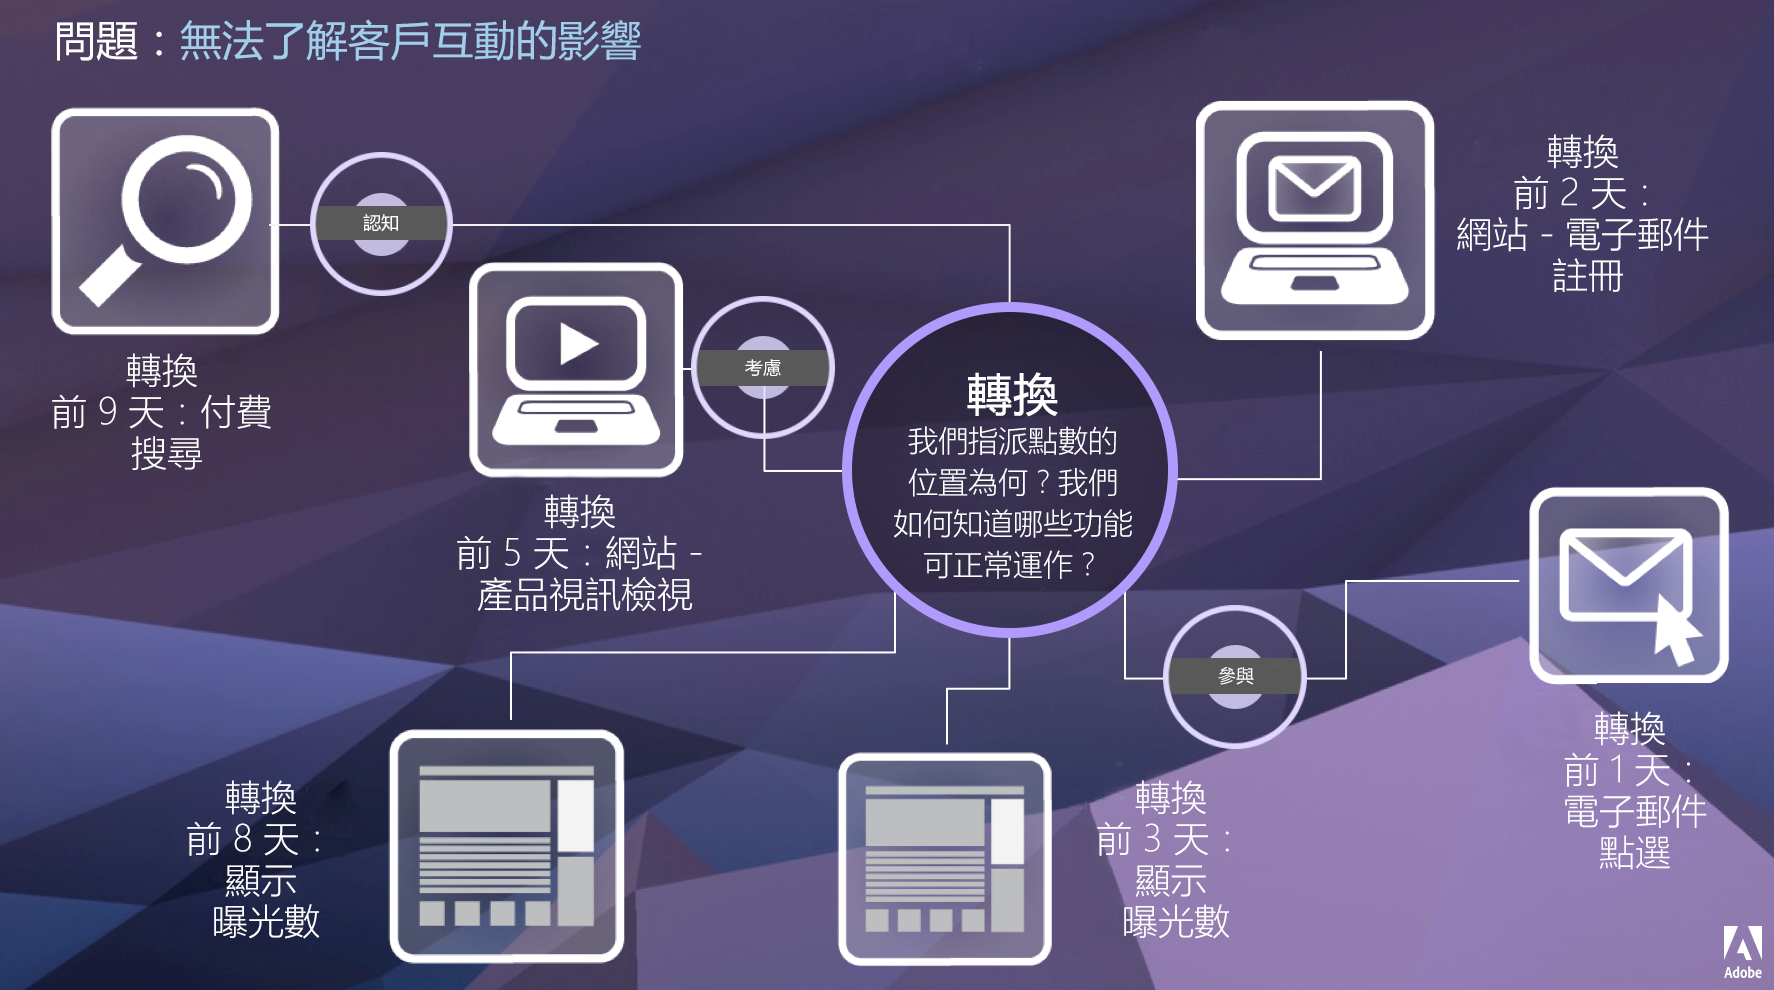 問題：無法了解客戶互動的影響
認知
轉換
前 9 天：付費
搜尋
考慮
轉換
前 5 天：網站 -
產品視訊檢視
轉換
我們指派點數的
位置為何？我們
如何知道哪些功能
可正常運作？
轉換
前 2 天：
網站 - 電子郵件
註冊
參與
轉換
前 1 天：
電子郵件
點選
轉換
前 8 天：
顯示
曝光數
轉換
前 3 天：
顯示
曝光數
Adobe